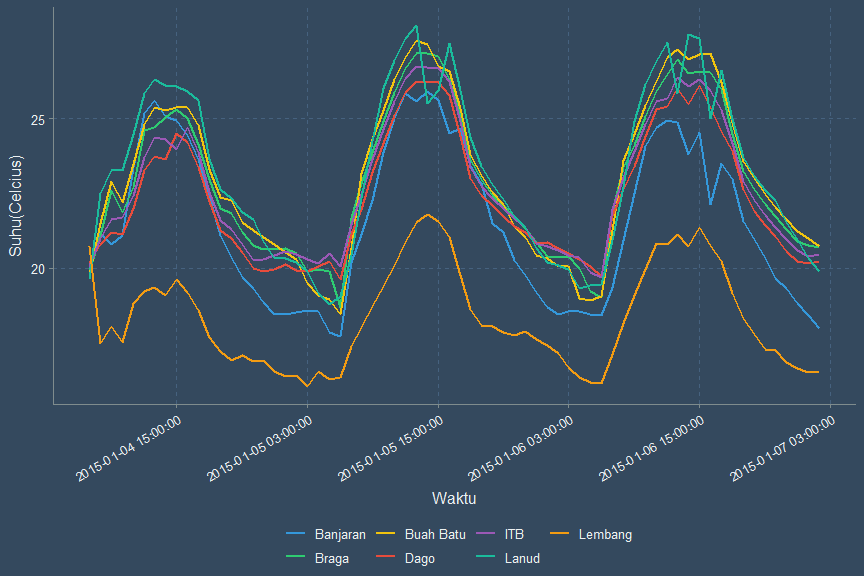 Suhu(Celcius)
25
20
2015-01-04 15:00:00
2015-01-05 03:00:00
2015-01-05 15:00:00
2015-01-06 03:00:00
2015-01-06 15:00:00
2015-01-07 03:00:00
Waktu
Banjaran Buah Batu ITB Lembang
Braga Dago Lanud